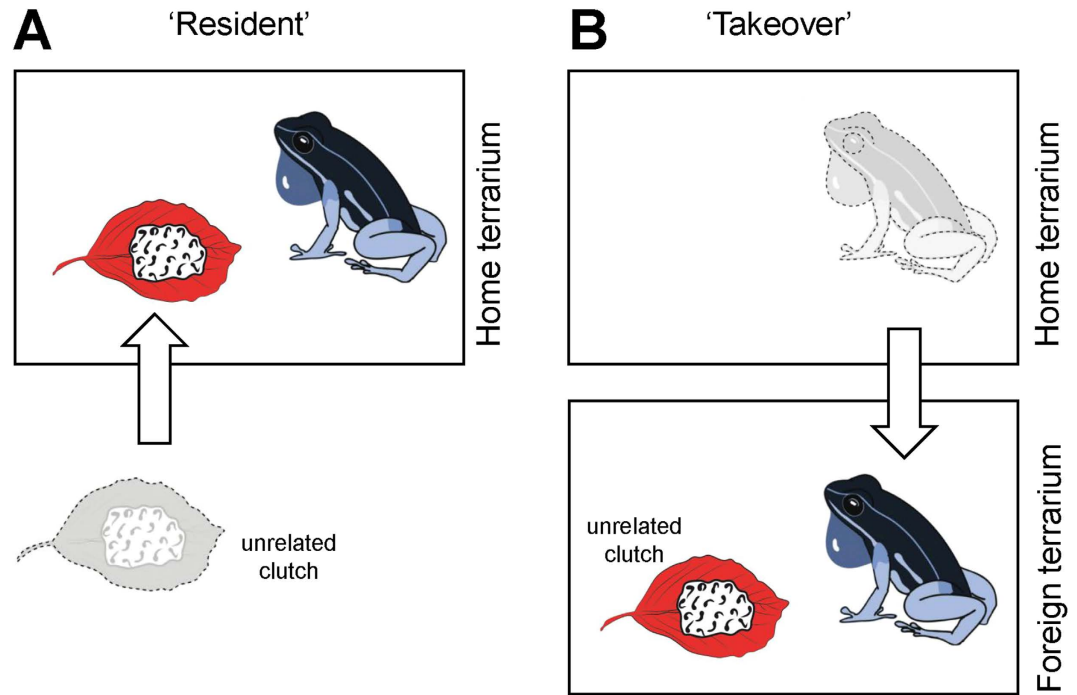 A
'Resident'
Home terrarium
unrelated
clutch
B
'Takeover'
Home terrarium
unrelated
clutch
Foreign terrarium